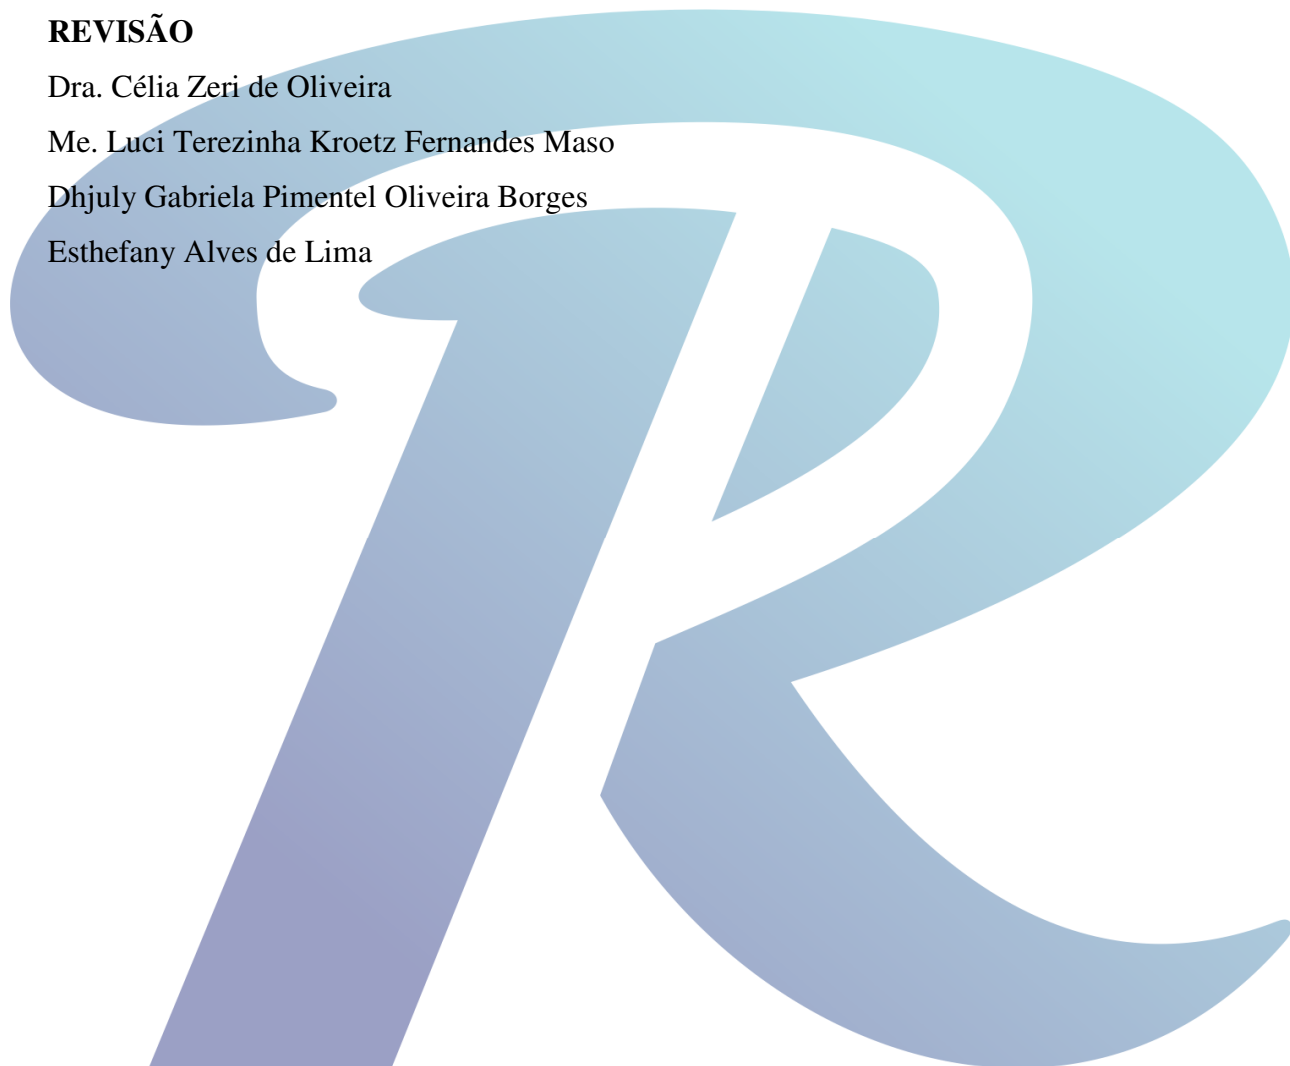 REVISÃO
Dra. Célia Zeri de Oliveira
Me. Luci Terezinha Kroetz Fernandes Maso
Dhjuly Gabriela Pimentel Oliveira Borges
Esthefany Alves de Lima
R